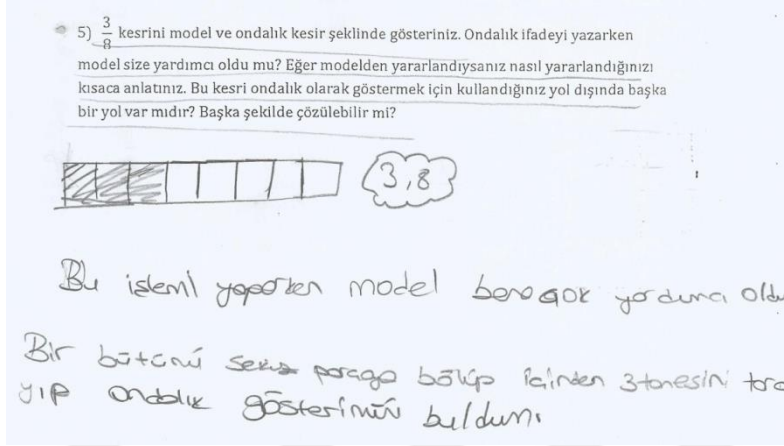 5) 3/8 kesrini model ve ondalık kesir şeklinde gösteriniz. Ondalık ifadeyi yazarken
model size yardımcı oldu mu? Eğer modelden yararlandıysanız nasıl yararlandığınızı
kısaca anlatınız. Bu kesri ondalık olarak göstermek için kullandığınız yol dışında başka
bir yol var mıdır? Başka şekilde çözülebilir mi?
3,8
Bu işlemi yaparken model bana çok yardımcı oldu
Bir bütünü sekiz parçaya bölüp içinden 3 tanesini tara
yıp ondalık gösterimini buldum.